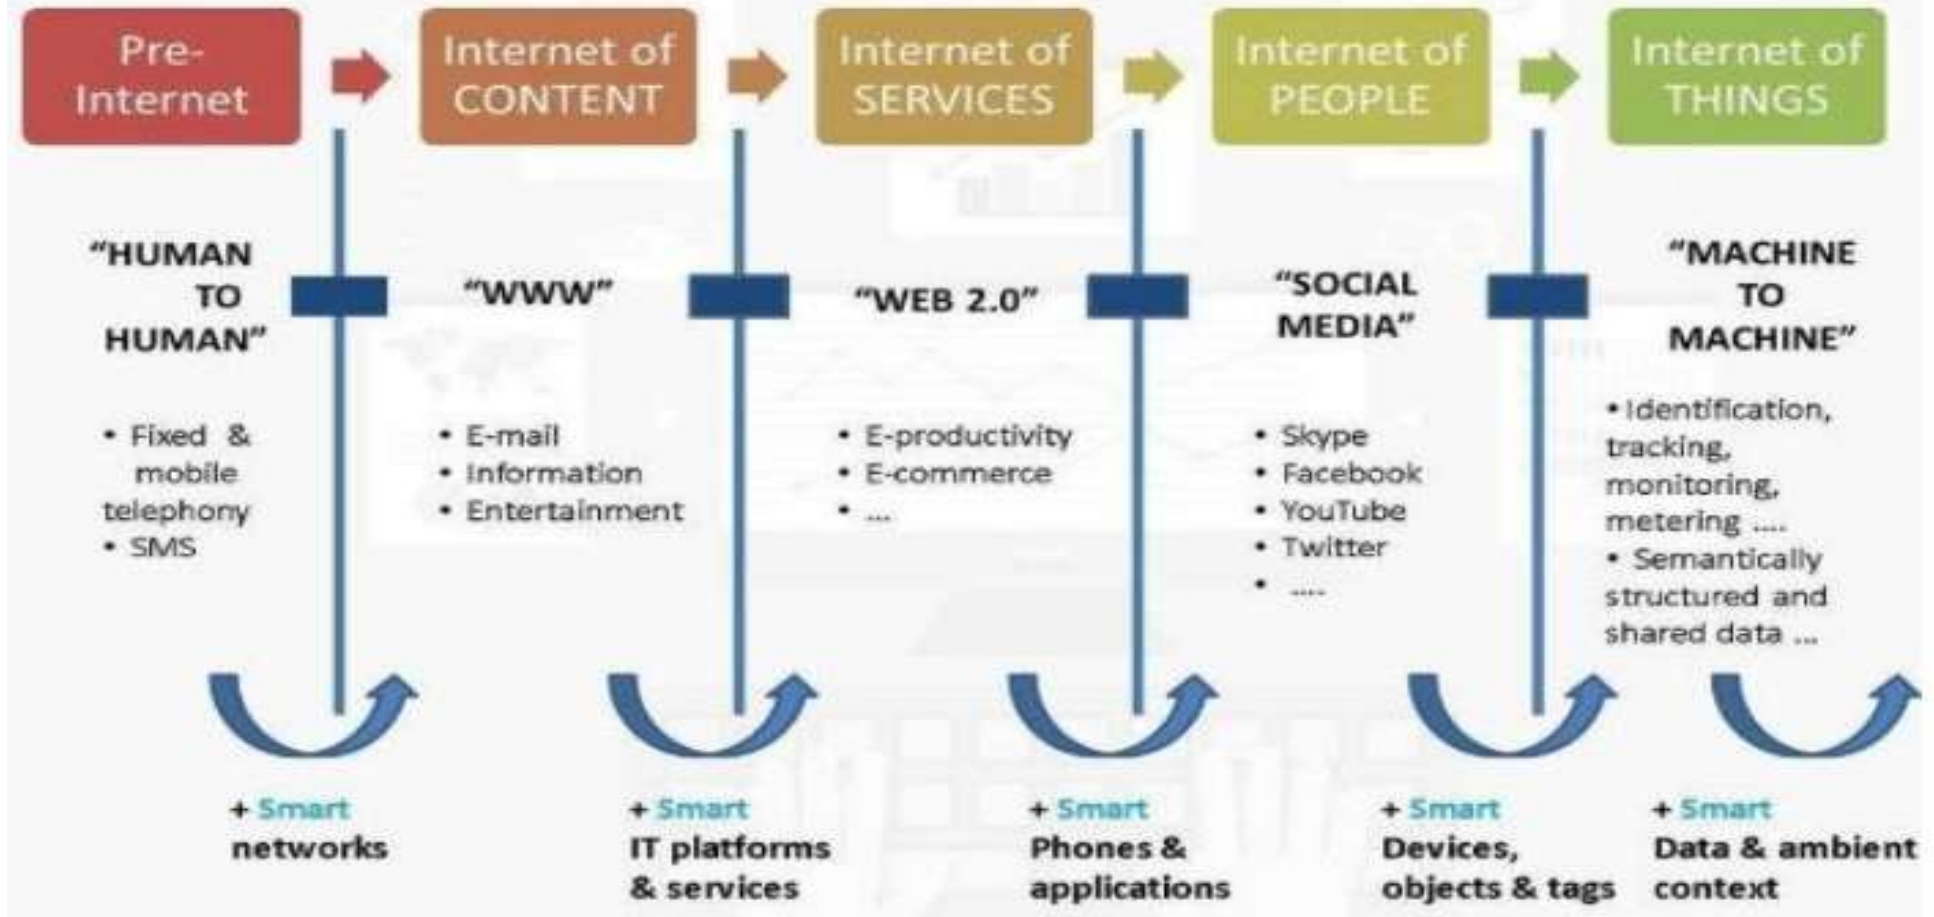 Pre-
Internet
Internet of
CONTENT
Internet of
SERVICES
Internet of
PEOPLE
Internet of
THINGS
“HUMAN
TO
HUMAN”
“WWW”
“WEB 2.0”
“SOCIAL
MEDIA”
“MACHINE
TO
MACHINE”
• Fixed &
mobile
telephony
• SMS
• E-mail
• Information
• Entertainment
• E-productivity
• E-commerce
• ...
• Skype
• Facebook
• YouTube
• Twitter
• ....
• Identification,
tracking,
monitoring,
metering ....
• Semantically
structured and
shared data ...
+ Smart
networks
+ Smart
IT platforms
& services
+ Smart
Phones &
applications
+ Smart
Devices,
objects & tags
+ Smart
Data & ambient
context